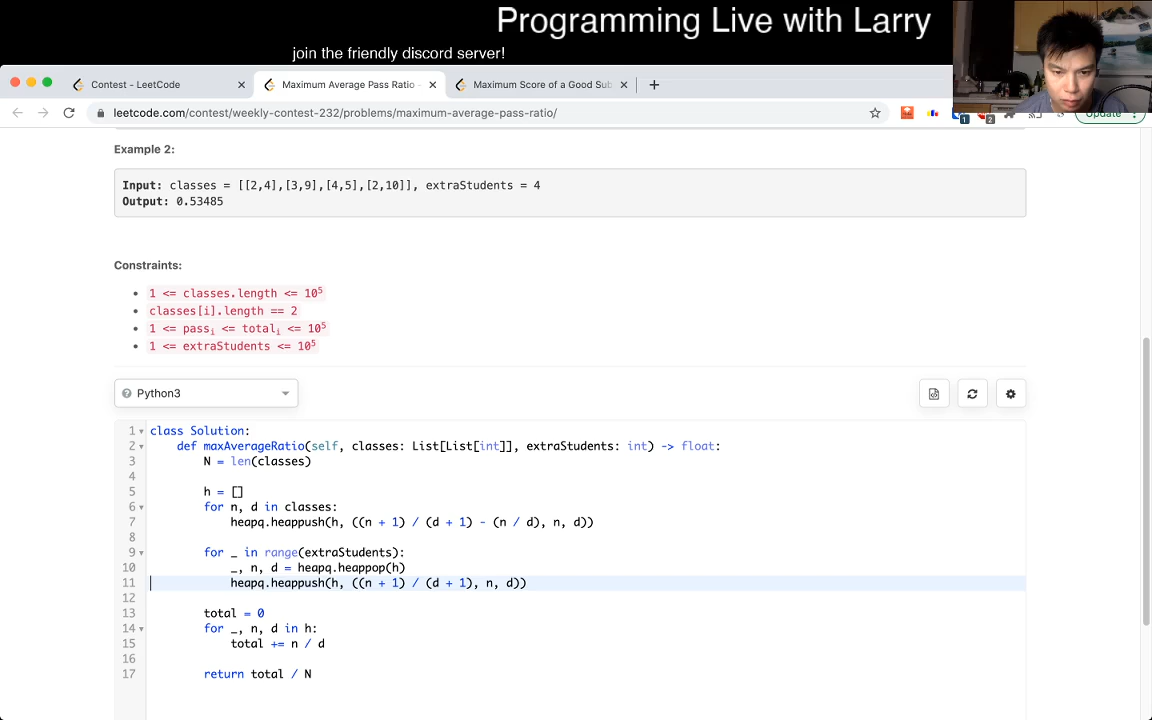 Programming Live with Larry
join the friendly discord server!
Contest - LeetCode
Maximum Average Pass Ratio -
Maximum Score of a Good Sub
leetcode.com/contest/weekly-contest-232/problems/maximum-average-pass-ratio/
1
2
Update
Example 2:
Input: classes = [[2,4],[3,9],[4,5],[2,10]], extraStudents = 4
Output: 0.53485
Constraints:
1 <= classes.length <= 10⁵
classes[i].length == 2
1 <= passᵢ <= totalᵢ <= 10⁵
1 <= extraStudents <= 10⁵
Python3
1 class Solution:
2 def maxAverageRatio(self, classes: List[List[int]], extraStudents: int) -> float:
3 N = len(classes)
4
5 h = []
6 for n, d in classes:
7 heapq.heappush(h, ((n + 1) / (d + 1) - (n / d), n, d))
8
9 for _ in range(extraStudents):
10 _, n, d = heapq.heappop(h)
11 heapq.heappush(h, ((n + 1) / (d + 1), n, d))
12
13 total = 0
14 for _, n, d in h:
15 total += n / d
16
17 return total / N